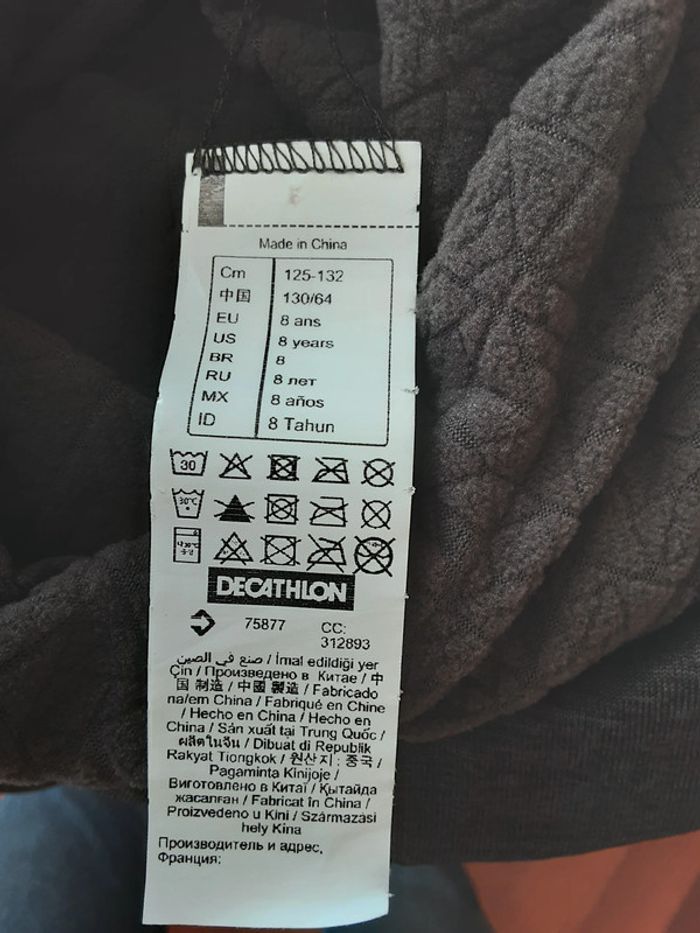 Made in China
Cm 125-132
中国 130/64
EU 8 ans
US 8 years
BR 8
RU 8 лет
MX 8 años
ID 8 Tahun
30
30°C
DECATHLON
75877 CC:
312893
صنع في الصين / İmal edildiği yer
Çin / Произведено в Китае / 中
国 制造 / 中國 製造 / Fabricado
na/em China / Fabriqué en Chine
/ Hecho en China / Hecho en
China / Sản xuất tại Trung Quốc /
ผลิตในจีน / Dibuat di Republik
Rakyat Tiongkok / 원산지 : 중국 /
Pagaminta Kinijoje /
Виготовлено в Китаї / Қытайда
жасалған / Fabricat în China /
Proizvedeno u Kini / Származási
hely Kína
Производитель и адрес,
Франция: